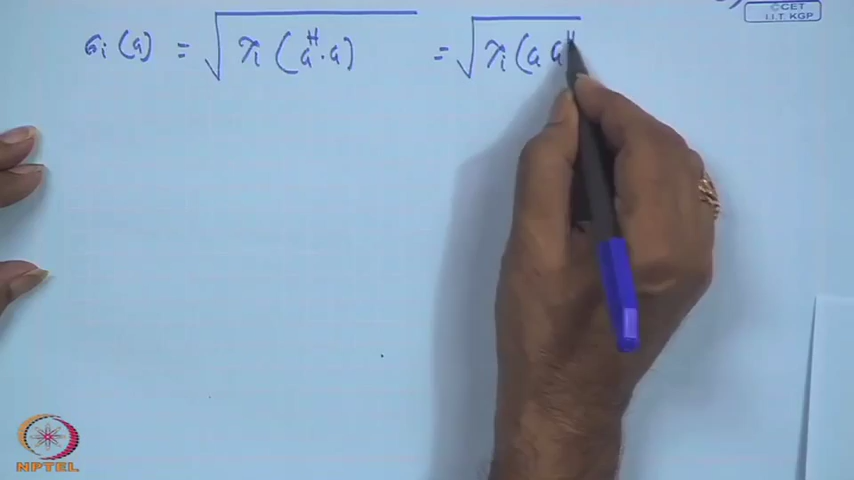 © CET
I.I.T. KGP
σi (a) = √ λi ( aᴴ · a ) = √ λi ( a aᴴ
NPTEL